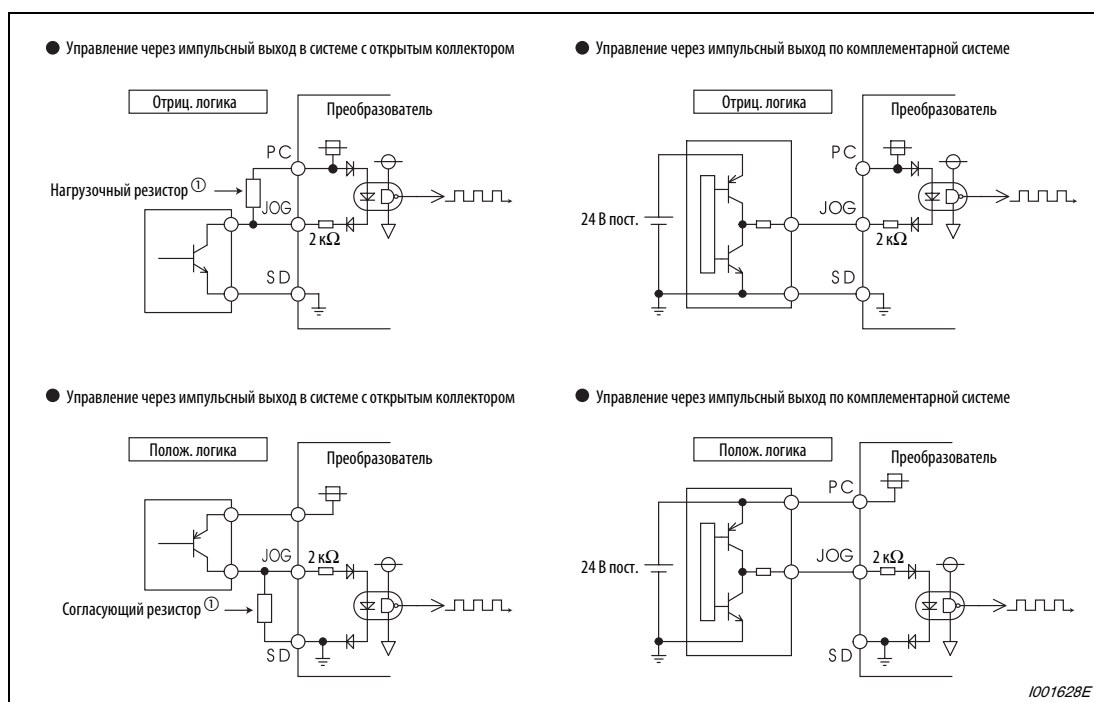 ● Управление через импульсный выход в системе с открытым коллектором
Отриц. логика
Преобразователь
PC
Нагрузочный резистор ①
JOG
2 кΩ
SD
● Управление через импульсный выход по комплементарной системе
Отриц. логика
Преобразователь
PC
24 В пост.
JOG
2 кΩ
SD
● Управление через импульсный выход в системе с открытым коллектором
Полож. логика
Преобразователь
JOG
2 кΩ
Согласующий резистор ①
SD
● Управление через импульсный выход по комплементарной системе
Полож. логика
Преобразователь
PC
24 В пост.
JOG
2 кΩ
SD
I001628E